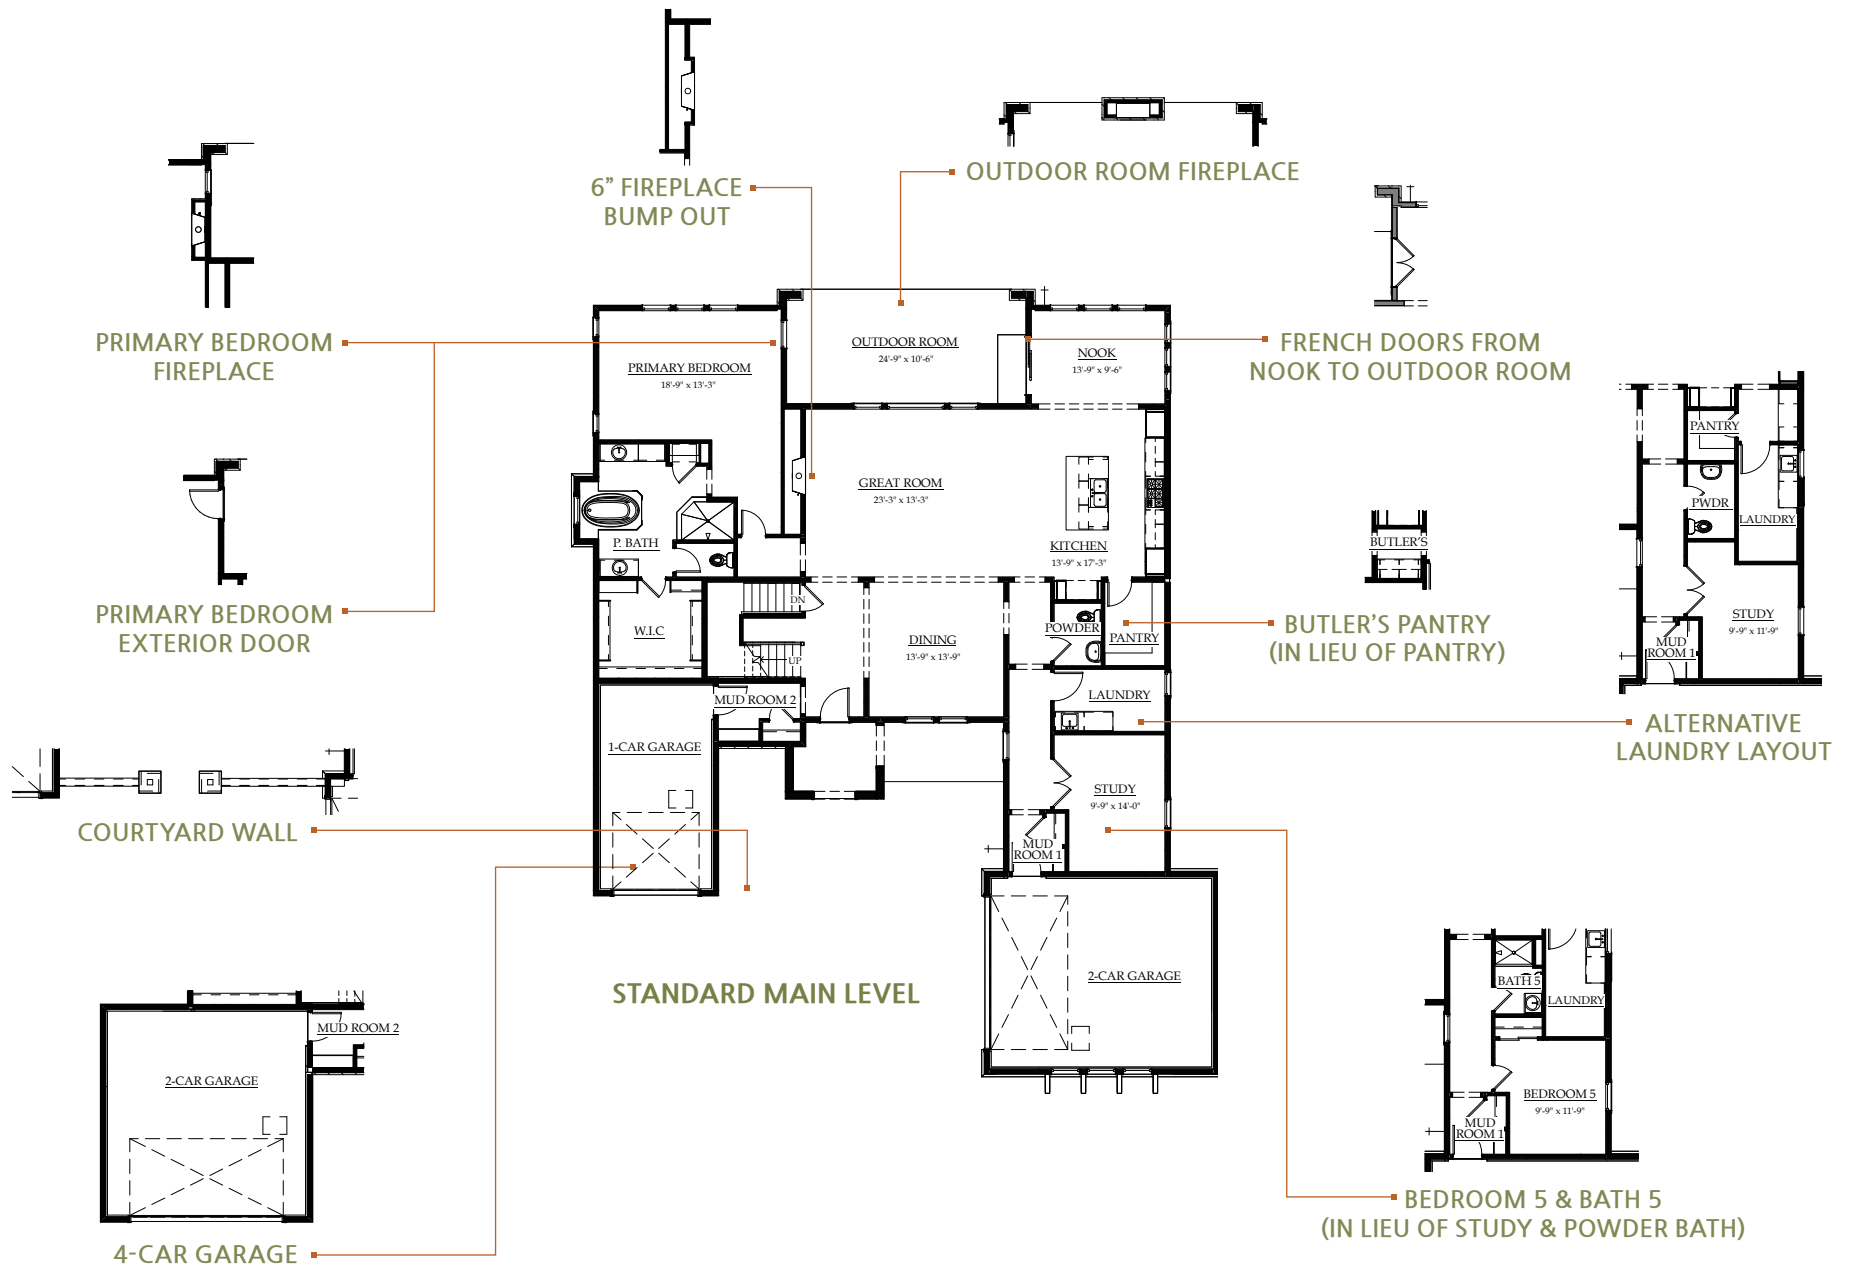 6” FIREPLACE
BUMP OUT
OUTDOOR ROOM FIREPLACE
PRIMARY BEDROOM
FIREPLACE
FRENCH DOORS FROM
NOOK TO OUTDOOR ROOM
OUTDOOR ROOM
24'-9" x 10'-6"
NOOK
13'-9" x 9'-6"
PRIMARY BEDROOM
18'-9" x 13'-3"
GREAT ROOM
23'-3" x 13'-3"
KITCHEN
13'-9" x 17'-3"
P. BATH
W.I.C
DN
UP
DINING
13'-9" x 13'-9"
POWDER
PANTRY
LAUNDRY
MUD ROOM 2
1-CAR GARAGE
STUDY
9'-9" x 14'-0"
MUD
ROOM 1
2-CAR GARAGE
STANDARD MAIN LEVEL
PRIMARY BEDROOM
EXTERIOR DOOR
BUTLER'S
BUTLER’S PANTRY
(IN LIEU OF PANTRY)
PANTRY
PWDR
LAUNDRY
STUDY
9'-9" x 11'-9"
MUD
ROOM 1
ALTERNATIVE
LAUNDRY LAYOUT
COURTYARD WALL
MUD ROOM 2
2-CAR GARAGE
4-CAR GARAGE
BATH 5
LAUNDRY
BEDROOM 5
9'-9" x 11'-9"
MUD
ROOM 1
BEDROOM 5 & BATH 5
(IN LIEU OF STUDY & POWDER BATH)